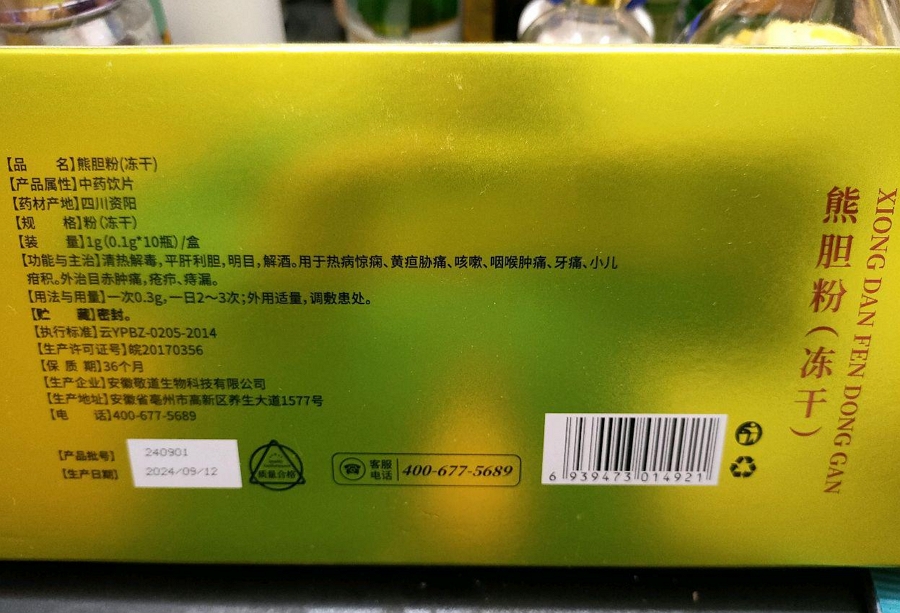 【品 名】熊胆粉(冻干)
【产品属性】中药饮片
【药材产地】四川资阳
【规 格】粉(冻干)
【装 量】1g(0.1g*10瓶)/盒
【功能与主治】清热解毒,平肝利胆,明目,解酒。用于热病惊痫、黄疸胁痛、咳嗽、咽喉肿痛、牙痛、小儿
疳积。外治目赤肿痛,疮疖、痔漏。
【用法与用量】一次0.3g,一日2～3次;外用适量,调敷患处。
【贮 藏】密封。
【执行标准】云YPBZ-0205-2014
【生产许可证号】皖20170356
【保 质 期】36个月
【生产企业】安徽敬道生物科技有限公司
【生产地址】安徽省亳州市高新区养生大道1577号
【电 话】400-677-5689
【产品批号】 240901
【生产日期】 2024/09/12
质量合格
客服电话 400-677-5689
6 939473 014921
熊胆粉(冻干)
XIONG DAN FEN DONG GAN